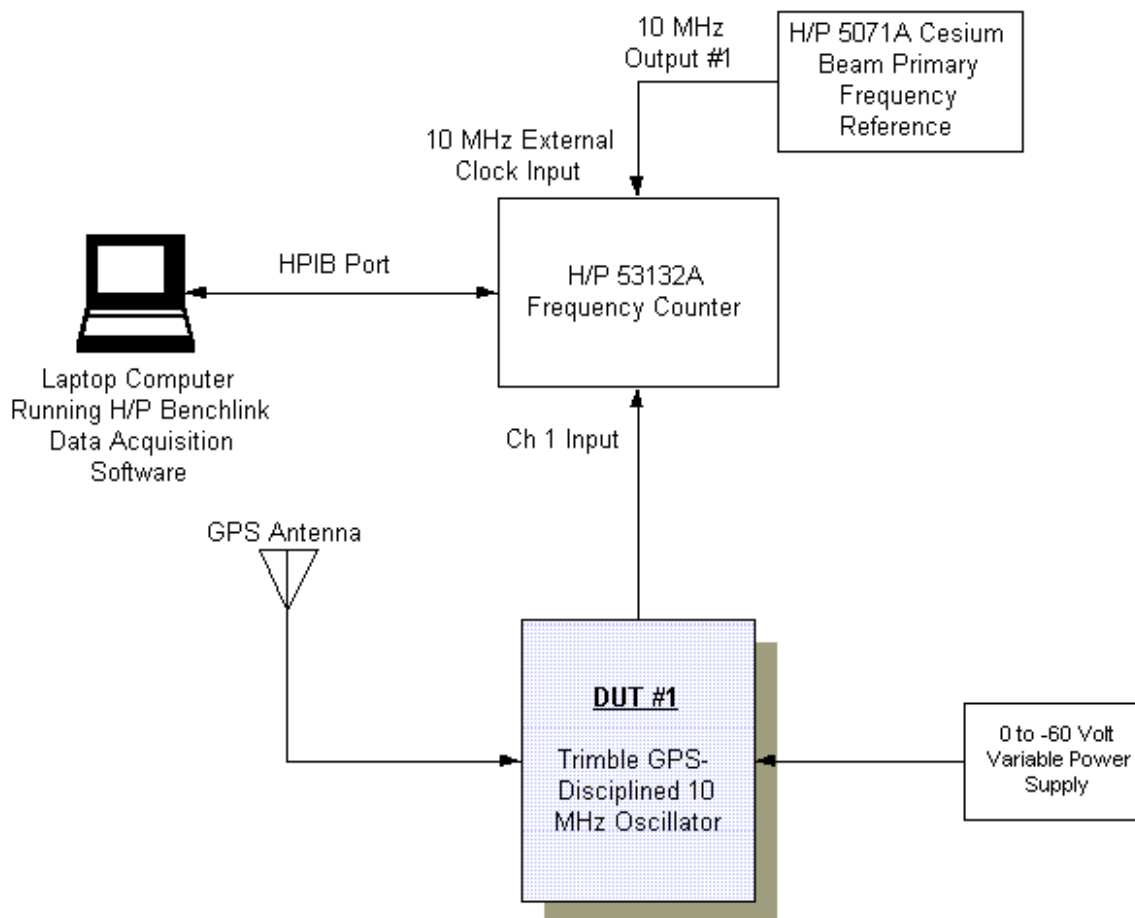 10 MHz
Output #1
H/P 5071A Cesium
Beam Primary
Frequency
Reference
10 MHz External
Clock Input
HPIB Port
H/P 53132A
Frequency Counter
Laptop Computer
Running H/P Benchlink
Data Acquisition
Software
Ch 1 Input
GPS Antenna
DUT #1
Trimble GPS-
Disciplined 10
MHz Oscillator
0 to -60 Volt
Variable Power
Supply